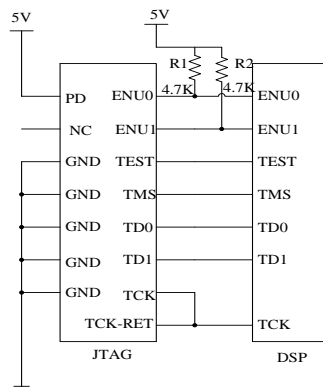 5V
5V
R1
R2
PD
ENU0
4.7K
4.7K
ENU0
NC
ENU1
ENU1
GND
TEST
TEST
GND
TMS
TMS
GND
TD0
TD0
GND
TD1
TD1
GND
TCK
TCK-RET
TCK
JTAG
DSP